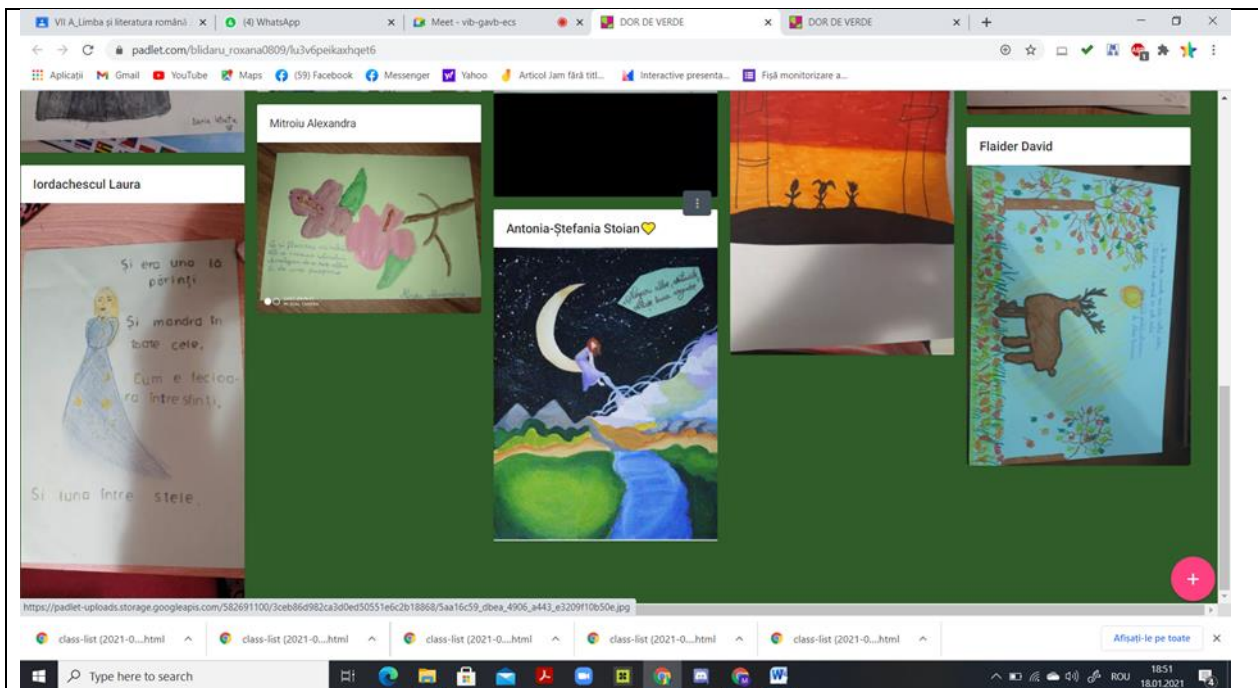 VII A_Limba și literatura română
(4) WhatsApp
Meet - vib-gavb-ecs
DOR DE VERDE
DOR DE VERDE
padlet.com/blidaru_roxana0809/lu3v6peikaxhqet6
Aplicații
Gmail
YouTube
Maps
(59) Facebook
Messenger
Yahoo
Articol Jam fără titl...
Interactive presenta...
Fișă monitorizare a...
Iordachescul Laura
Și era una la
părinți
Și mandra în
toate cele,
Cum e fecioa-
ra între sfinți,
Si luna între stele.
Mitroiu Alexandra
Antonia-Ștefania Stoian
Flaider David
https://padlet-uploads.storage.googleapis.com/582691100/3ceb86d982ca3d0ed50551e6c2b18868/5aa16c59_dbea_4906_a443_e3209f10b50e.jpg
class-list (2021-0....html
class-list (2021-0....html
class-list (2021-0....html
class-list (2021-0....html
class-list (2021-0....html
Afișați-le pe toate
Type here to search
ROU
18:51
18.01.2021